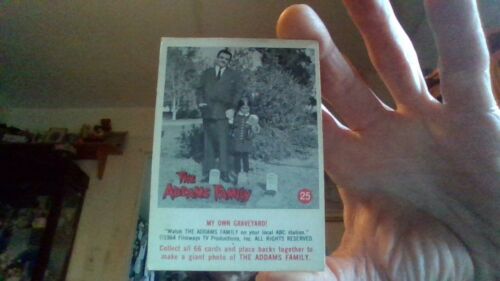 THE
ADDAMS FAMILY
25
MY OWN GRAVEYARD!
"Watch THE ADDAMS FAMILY on your local ABC station."
©1964 Filmways TV Productions, Inc. ALL RIGHTS RESERVED.
Collect all 66 cards and place backs together to
make a giant photo of THE ADDAMS FAMILY.